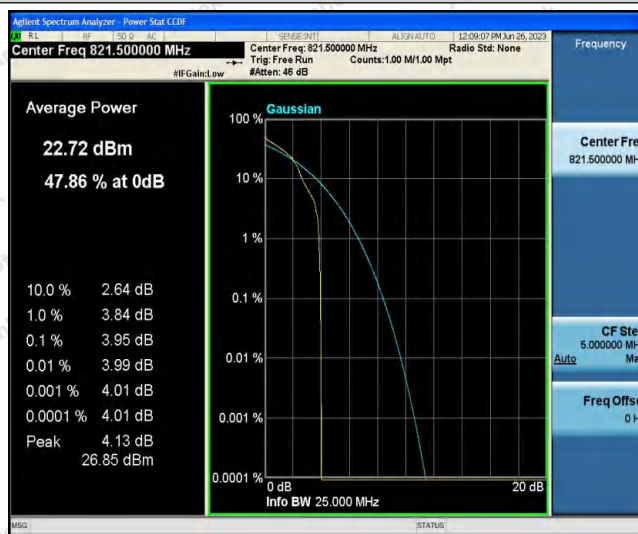 Agilent Spectrum Analyzer - Power Stat CCDF
RL RF 50 Ω AC SENSE:INT ALIGN AUTO 12:09:07 PM Jun 26, 2023
Center Freq 821.500000 MHz
Center Freq: 821.500000 MHz Radio Std: None
Trig: Free Run Counts:1.00 M/1.00 Mpt
#IFGain:Low #Atten: 46 dB
Frequency
Average Power
22.72 dBm
47.86 % at 0dB
10.0 % 2.64 dB
1.0 % 3.84 dB
0.1 % 3.95 dB
0.01 % 3.99 dB
0.001 % 4.01 dB
0.0001 % 4.01 dB
Peak 4.13 dB
26.85 dBm
Gaussian
100 %
10 %
1 %
0.1 %
0.01 %
0.001 %
0.0001 %
0 dB 20 dB
Info BW 25.000 MHz
Center Fre
821.500000 MH
CF Ste
5.000000 MH
Auto Ma
Freq Offse
0 H
MSG STATUS